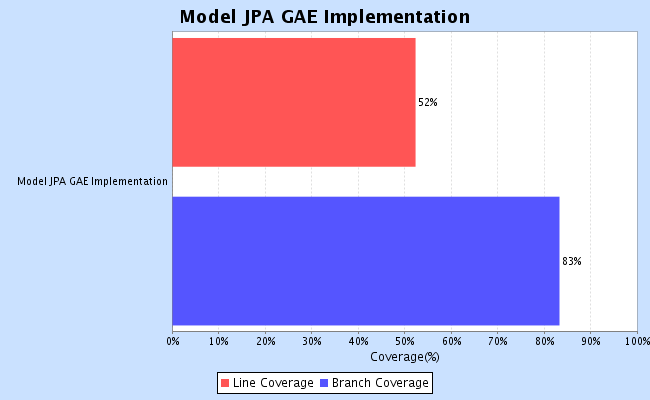 Model JPA GAE Implementation
52%
Model JPA GAE Implementation
83%
0% 10% 20% 30% 40% 50% 60% 70% 80% 90% 100%
Coverage(%)
Line Coverage Branch Coverage